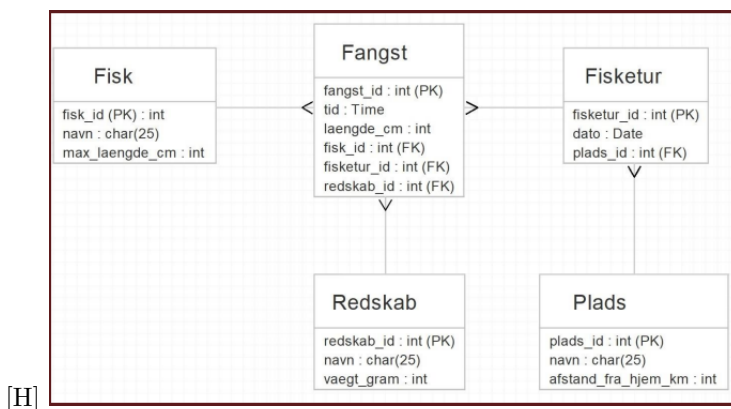 Fisk
fisk_id (PK) : int
navn : char(25)
max_laengde_cm : int
Fangst
fangst_id : int (PK)
tid : Time
laengde_cm : int
fisk_id : int (FK)
fisketur_id : int (FK)
redskab_id : int (FK)
Fisketur
fisketur_id : int (PK)
dato : Date
plads_id : int (FK)
Redskab
redskab_id : int (PK)
navn : char(25)
vaegt_gram : int
Plads
plads_id : int (PK)
navn : char(25)
afstand_fra_hjem_km : int
[H]